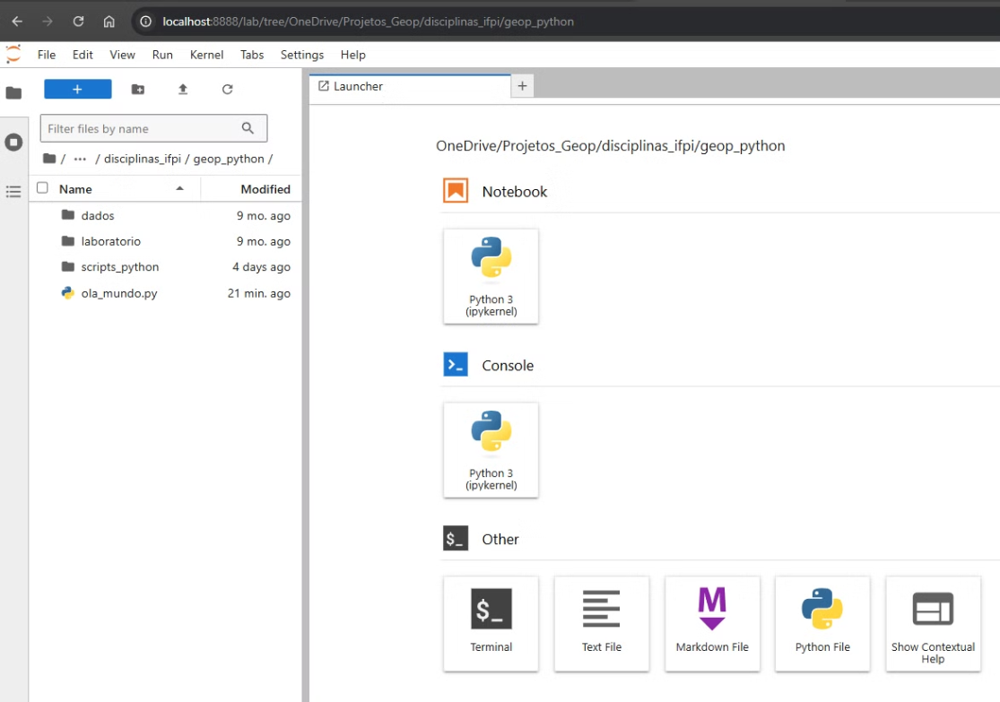 localhost:8888/lab/tree/OneDrive/Projetos_Geop/disciplinas_ifpi/geop_python
File Edit View Run Kernel Tabs Settings Help
+
Filter files by name
/ ··· / disciplinas_ifpi / geop_python /
Name Modified
dados 9 mo. ago
laboratorio 9 mo. ago
scripts_python 4 days ago
ola_mundo.py 21 min. ago
Launcher +
OneDrive/Projetos_Geop/disciplinas_ifpi/geop_python
Notebook
Python 3
(ipykernel)
>_ Console
Python 3
(ipykernel)
$_ Other
$_
Terminal
Text File
M
Markdown File
Python File
Show Contextual
Help